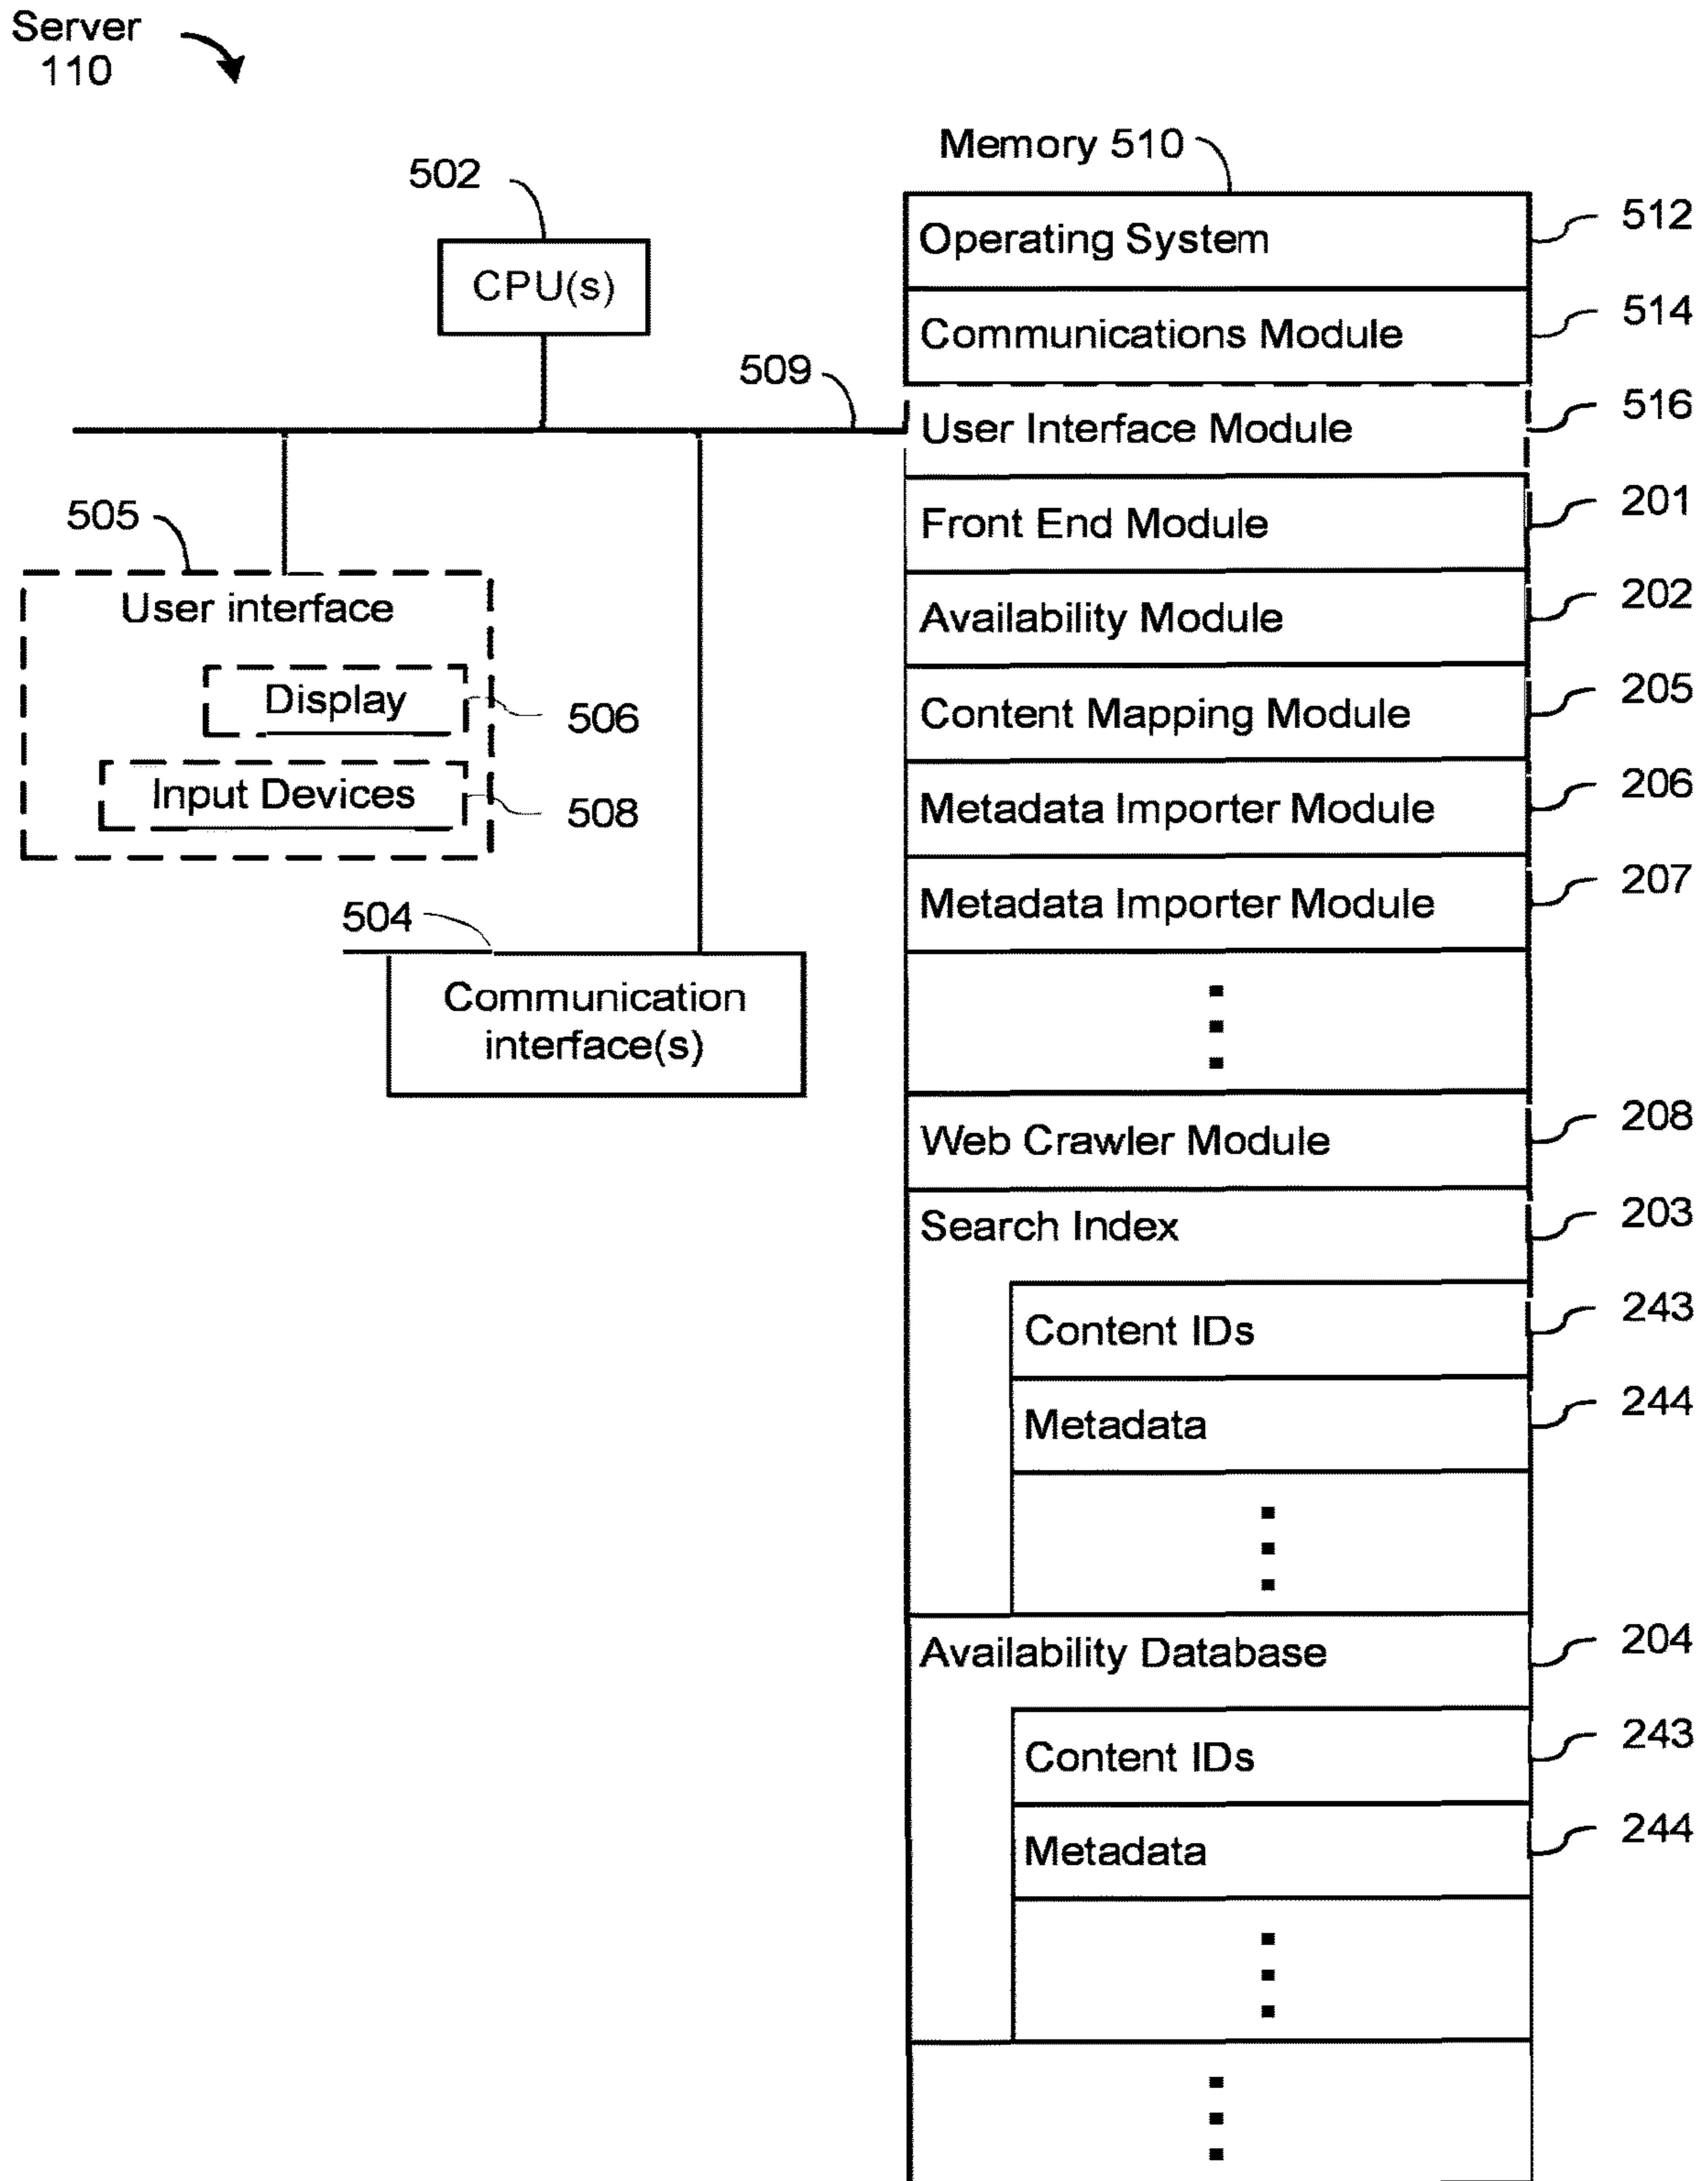 Server
110
Memory 510
502
CPU(s)
509
505
User interface
Display
506
Input Devices
508
504
Communication
interface(s)
Operating System
512
Communications Module
514
User Interface Module
516
Front End Module
201
Availability Module
202
Content Mapping Module
205
Metadata Importer Module
206
Metadata Importer Module
207
Web Crawler Module
208
Search Index
203
Content IDs
243
Metadata
244
Availability Database
204
Content IDs
243
Metadata
244